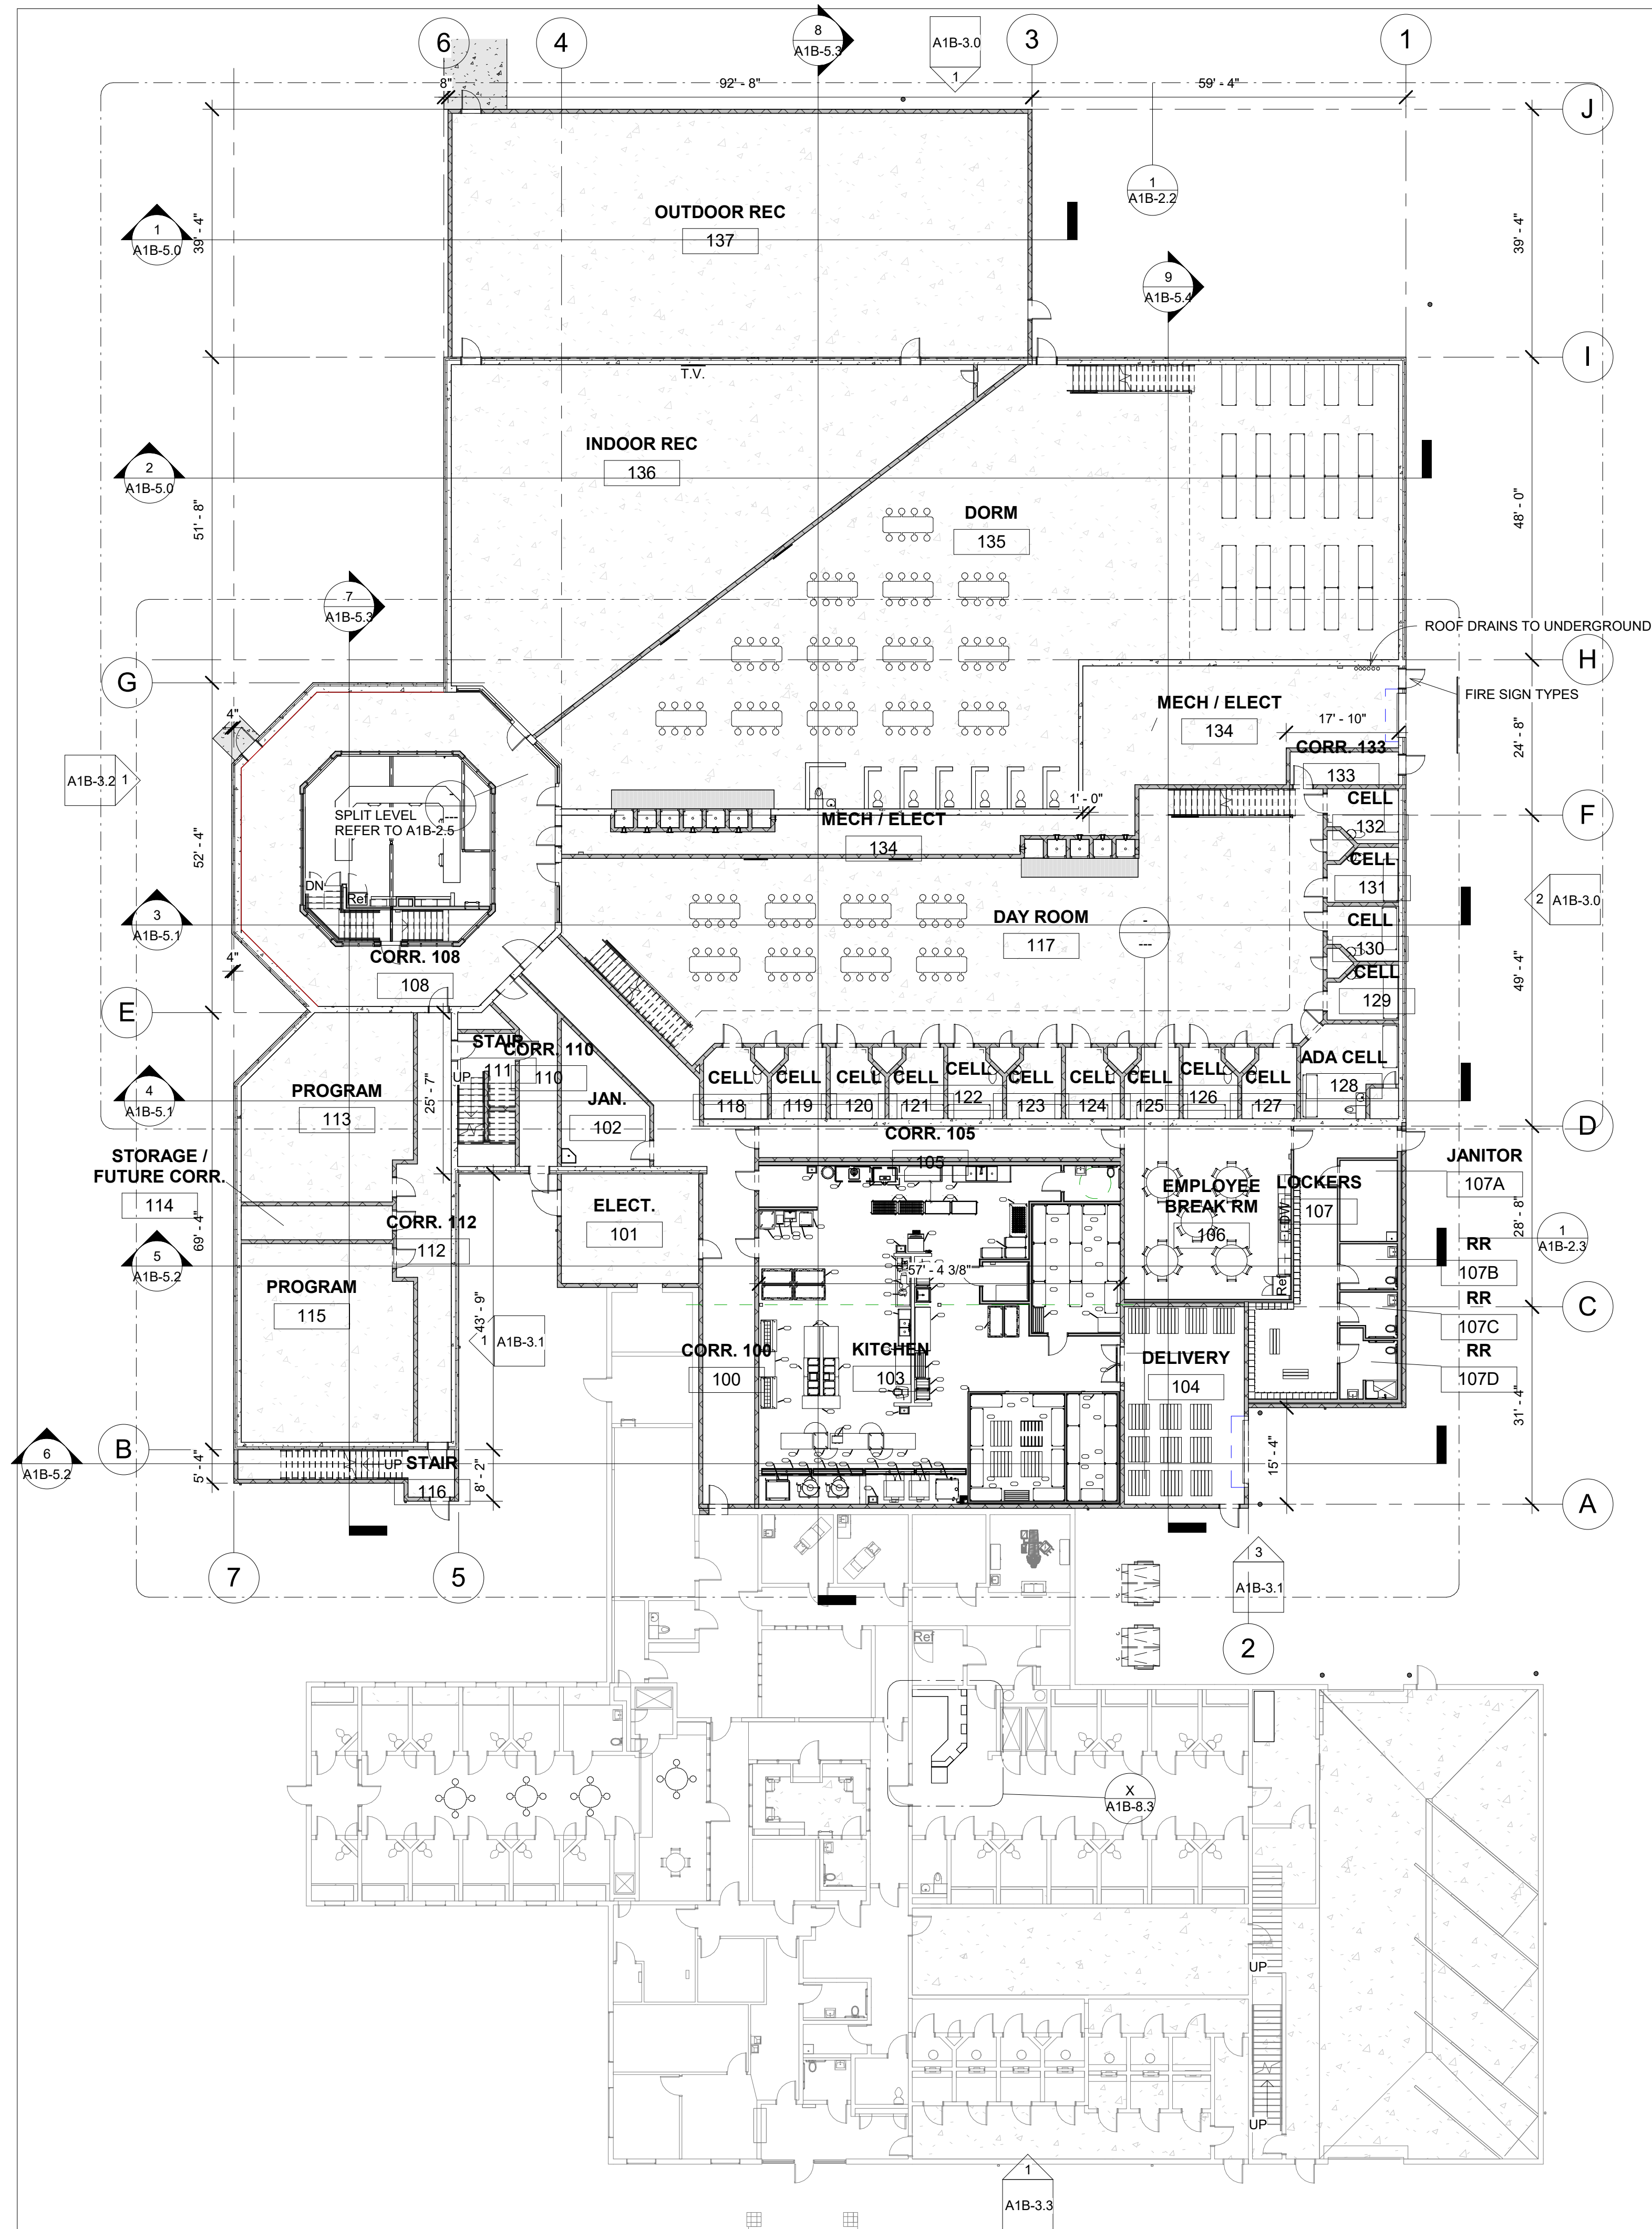 6
4
8
A1B-5.3
A1B-3.0
1
3
1
8"
92' - 8"
59' - 4"
J
1
A1B-2.2
OUTDOOR REC
137
1
A1B-5.0
39' - 4"
39' - 4"
9
A1B-5.4
I
T.V.
INDOOR REC
136
2
A1B-5.0
51' - 8"
DORM
135
48' - 0"
7
A1B-5.3
ROOF DRAINS TO UNDERGROUND
H
G
FIRE SIGN TYPES
MECH / ELECT
134
17' - 10"
4"
24' - 8"
CORR. 133
133
A1B-3.2
1
CELL
132
1' - 0"
SPLIT LEVEL
REFER TO A1B-2.5
-
---
MECH / ELECT
134
F
52' - 4"
CELL
131
DN
Ref
2
A1B-3.0
3
A1B-5.1
DAY ROOM
117
-
---
CELL
130
4"
CORR. 108
108
CELL
129
49' - 4"
E
STAIR
111
CORR. 110
110
UP
25' - 7"
ADA CELL
128
CELL
118
CELL
119
CELL
120
CELL
121
CELL
122
CELL
123
CELL
124
CELL
125
CELL
126
CELL
127
4
A1B-5.1
PROGRAM
113
JAN.
102
D
CORR. 105
105
STORAGE /
FUTURE CORR.
114
JANITOR
107A
EMPLOYEE
BREAK RM
106
LOCKERS
107
DW
Ref
ELECT.
101
CORR. 112
112
69' - 4"
28' - 8"
1
A1B-2.3
RR
107B
5
A1B-5.2
57' - 4 3/8"
PROGRAM
115
RR
107C
C
43' - 9"
1
A1B-3.1
CORR. 100
100
KITCHEN
103
DELIVERY
104
RR
107D
31' - 4"
B
6
A1B-5.2
5' - 4"
UP
STAIR
116
8' - 2"
15' - 4"
A
7
5
3
A1B-3.1
2
Ref
X
A1B-8.3
UP
UP
1
A1B-3.3